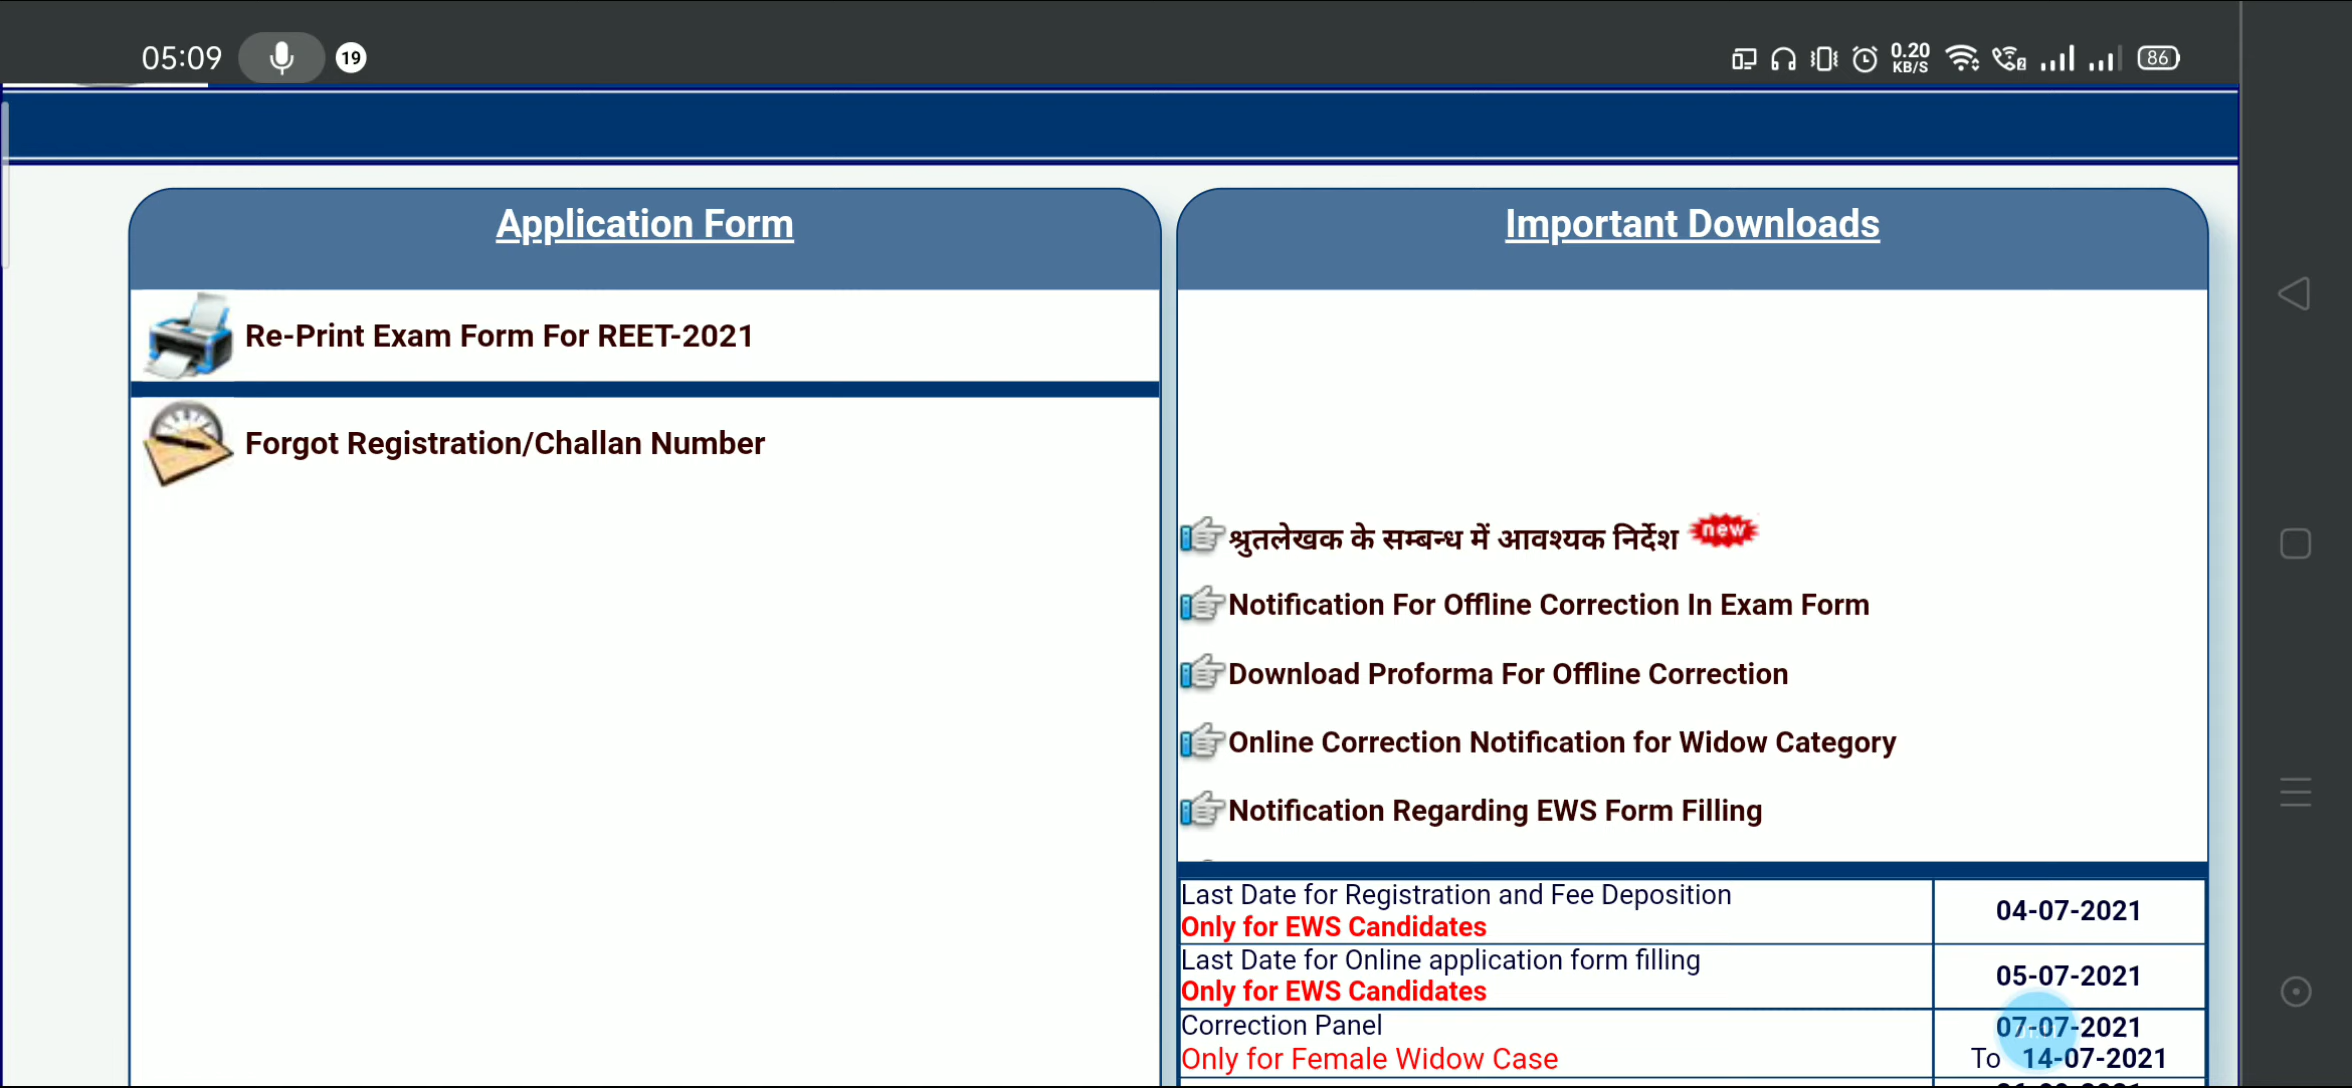 05:09
19
0.20
KB/S
2
86
Application Form
Re-Print Exam Form For REET-2021
Forgot Registration/Challan Number
Important Downloads
श्रुतलेखक के सम्बन्ध में आवश्यक निर्देश new
Notification For Offline Correction In Exam Form
Download Proforma For Offline Correction
Online Correction Notification for Widow Category
Notification Regarding EWS Form Filling
Last Date for Registration and Fee Deposition
Only for EWS Candidates
04-07-2021
Last Date for Online application form filling
Only for EWS Candidates
05-07-2021
Correction Panel
Only for Female Widow Case
07-07-2021
To 14-07-2021